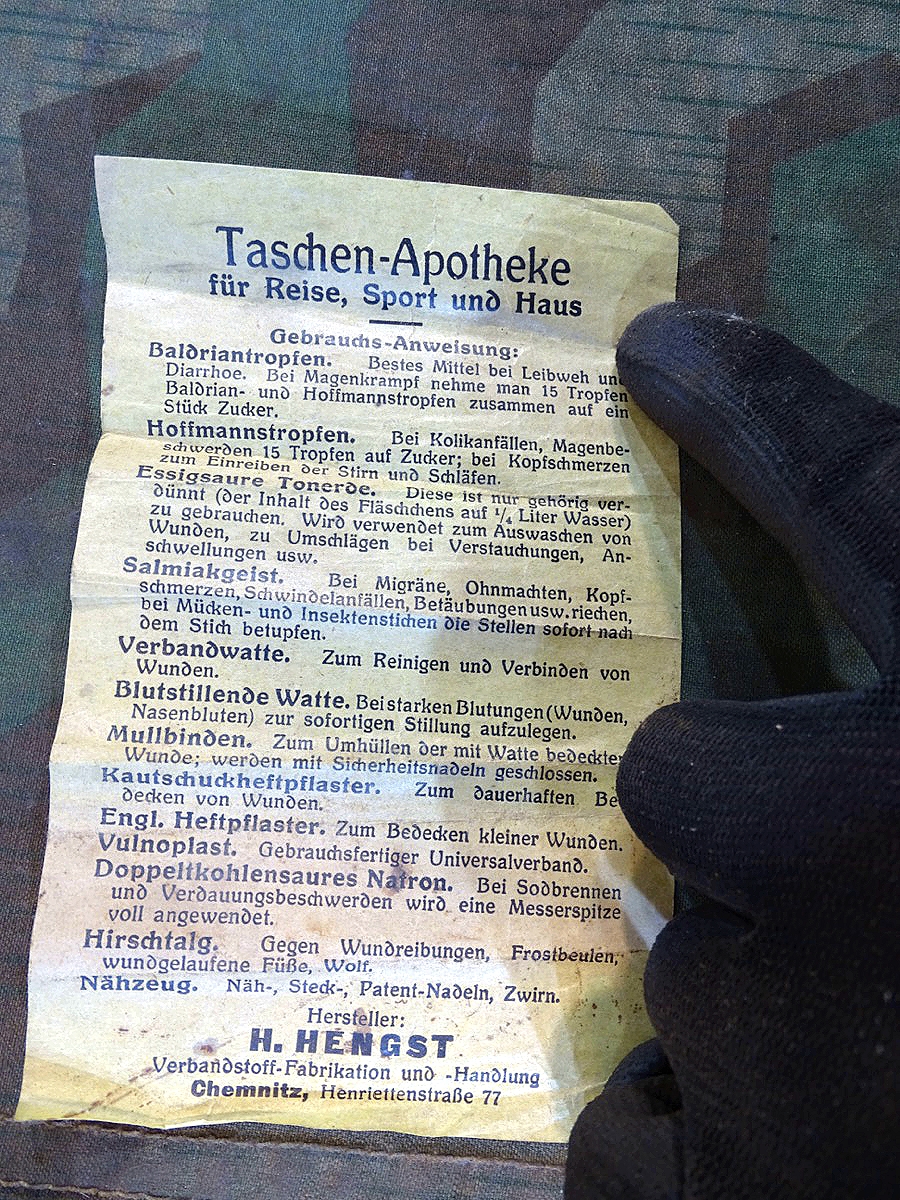 Taschen-Apotheke
für Reise, Sport und Haus
Gebrauchs-Anweisung:
Baldriantropfen. Bestes Mittel bei Leibweh und
Diarrhoe. Bei Magenkrampf nehme man 15 Tropfen
Baldrian- und Hoffmannstropfen zusammen auf ein
Stück Zucker.
Hoffmannstropfen. Bei Kolikanfällen, Magenbe-
schwerden 15 Tropfen auf Zucker; bei Kopfschmerzen
zum Einreiben der Stirn und Schläfen.
Essigsaure Tonerde. Diese ist nur gehörig ver-
dünnt (der Inhalt des Fläschchens auf 1/4 Liter Wasser)
zu gebrauchen. Wird verwendet zum Auswaschen von
Wunden, zu Umschlägen bei Verstauchungen, An-
schwellungen usw.
Salmiakgeist. Bei Migräne, Ohnmachten, Kopf-
schmerzen, Schwindelanfällen, Betäubungen usw. riechen,
bei Mücken- und Insektenstichen die Stellen sofort nach
dem Stich betupfen.
Verbandwatte. Zum Reinigen und Verbinden von
Wunden.
Blutstillende Watte. Bei starken Blutungen (Wunden,
Nasenbluten) zur sofortigen Stillung aufzulegen.
Mullbinden. Zum Umhüllen der mit Watte bedeckten
Wunde; werden mit Sicherheitsnadeln geschlossen.
Kautschuckheftpflaster. Zum dauerhaften Be
decken von Wunden.
Engl. Heftpflaster. Zum Bedecken kleiner Wunden.
Vulnoplast. Gebrauchsfertiger Universalverband.
Doppeltkohlensaures Natron. Bei Sodbrennen
und Verdauungsbeschwerden wird eine Messerspitze
voll angewendet.
Hirschtalg. Gegen Wundreibungen, Frostbeulen,
wundgelaufene Füße, Wolf.
Nähzeug. Näh-, Steck-, Patent-Nadeln, Zwirn.
Hersteller:
H. HENGST
Verbandstoff-Fabrikation und -Handlung
Chemnitz, Henriettenstraße 77